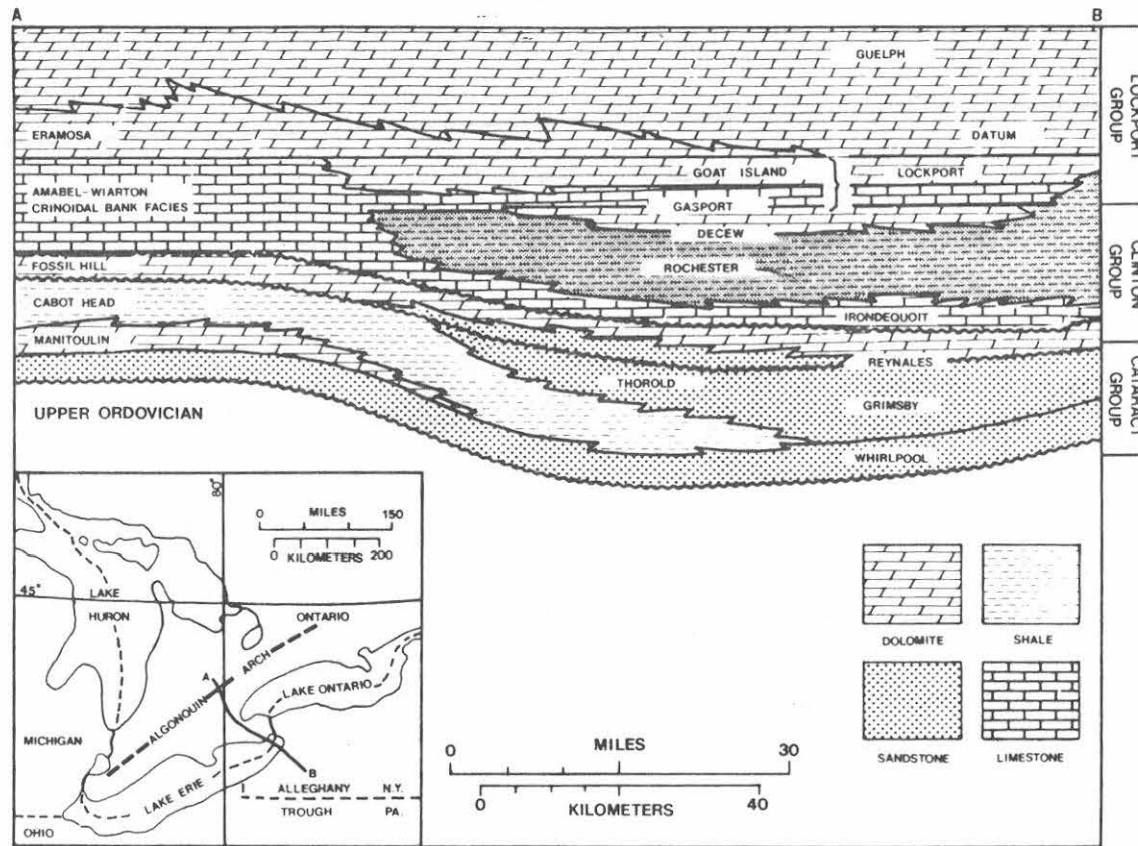 A
B
GUELPH
LOCKPORT
GROUP
ERAMOSA
DATUM
GOAT ISLAND
LOCKPORT
AMABEL-WIARTON
CRINOIDAL BANK FACIES
GASPORT
DECEW
CLINTON
GROUP
FOSSIL HILL
ROCHESTER
CABOT HEAD
IRONDEQUOIT
MANITOULIN
REYNALES
THOROLD
GRIMSBY
CATARACT
GROUP
UPPER ORDOVICIAN
WHIRLPOOL
80°
0 MILES 150
0 KILOMETERS 200
45°
LAKE
HURON
ONTARIO
A
ALGONQUIN ARCH
LAKE ONTARIO
MICHIGAN
B
LAKE ERIE
ALLEGHANY N.Y.
TROUGH PA.
OHIO
DOLOMITE
SHALE
SANDSTONE
LIMESTONE
MILES
0 30
0 40
KILOMETERS